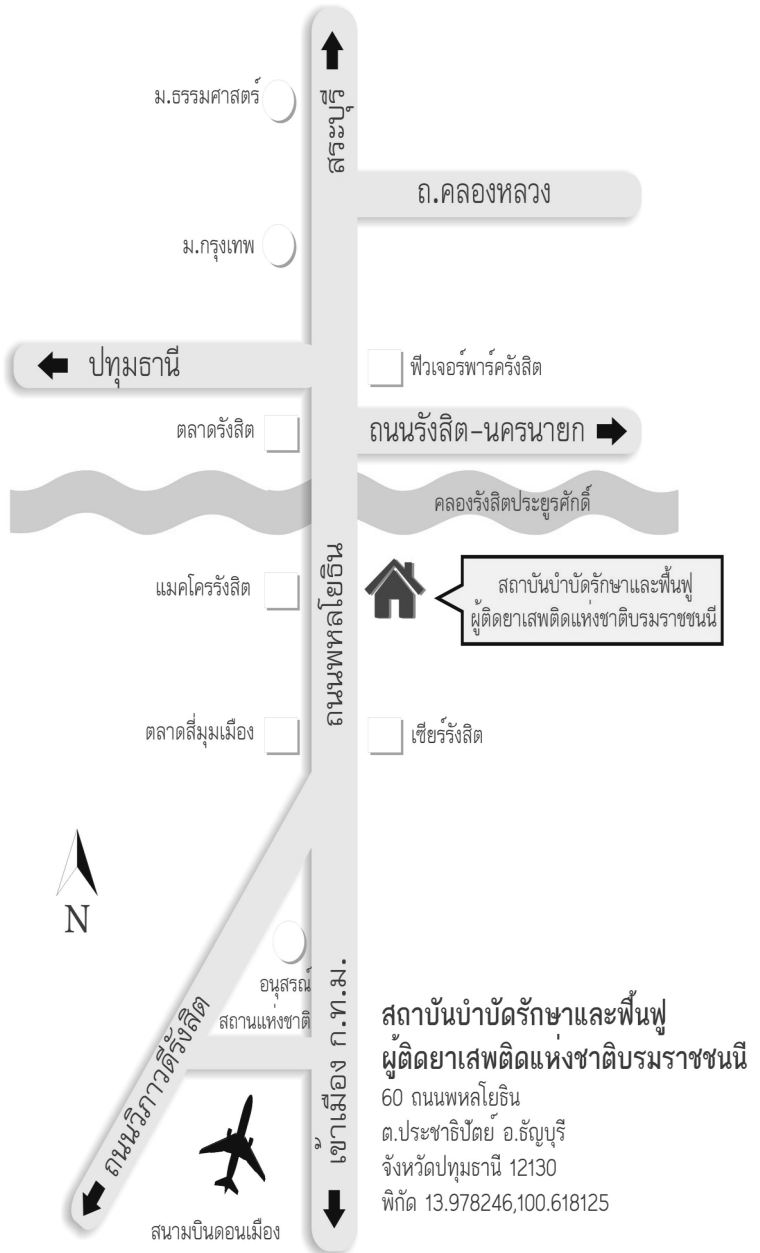 ม.ธรรมศาสตร์
สระบุรี
ถ.คลองหลวง
ม.กรุงเทพ
ปทุมธานี
ฟิวเจอร์พาร์ครังสิต
ตลาดรังสิต
ถนนรังสิต-นครนายก
คลองรังสิตประยูรศักดิ์
แมคโครรังสิต
ถนนพหลโยธิน
สถาบันบำบัดรักษาและฟื้นฟู
ผู้ติดยาเสพติดแห่งชาติบรมราชชนนี
ตลาดสี่มุมเมือง
เซียร์รังสิต
N
อนุสรณ์
สถานแห่งชาติ
ถนนวิภาวดีรังสิต
เข้าเมือง ก.ท.ม.
สนามบินดอนเมือง
สถาบันบำบัดรักษาและฟื้นฟู
ผู้ติดยาเสพติดแห่งชาติบรมราชชนนี
60 ถนนพหลโยธิน
ต.ประชาธิปัตย์ อ.ธัญบุรี
จังหวัดปทุมธานี 12130
พิกัด 13.978246,100.618125